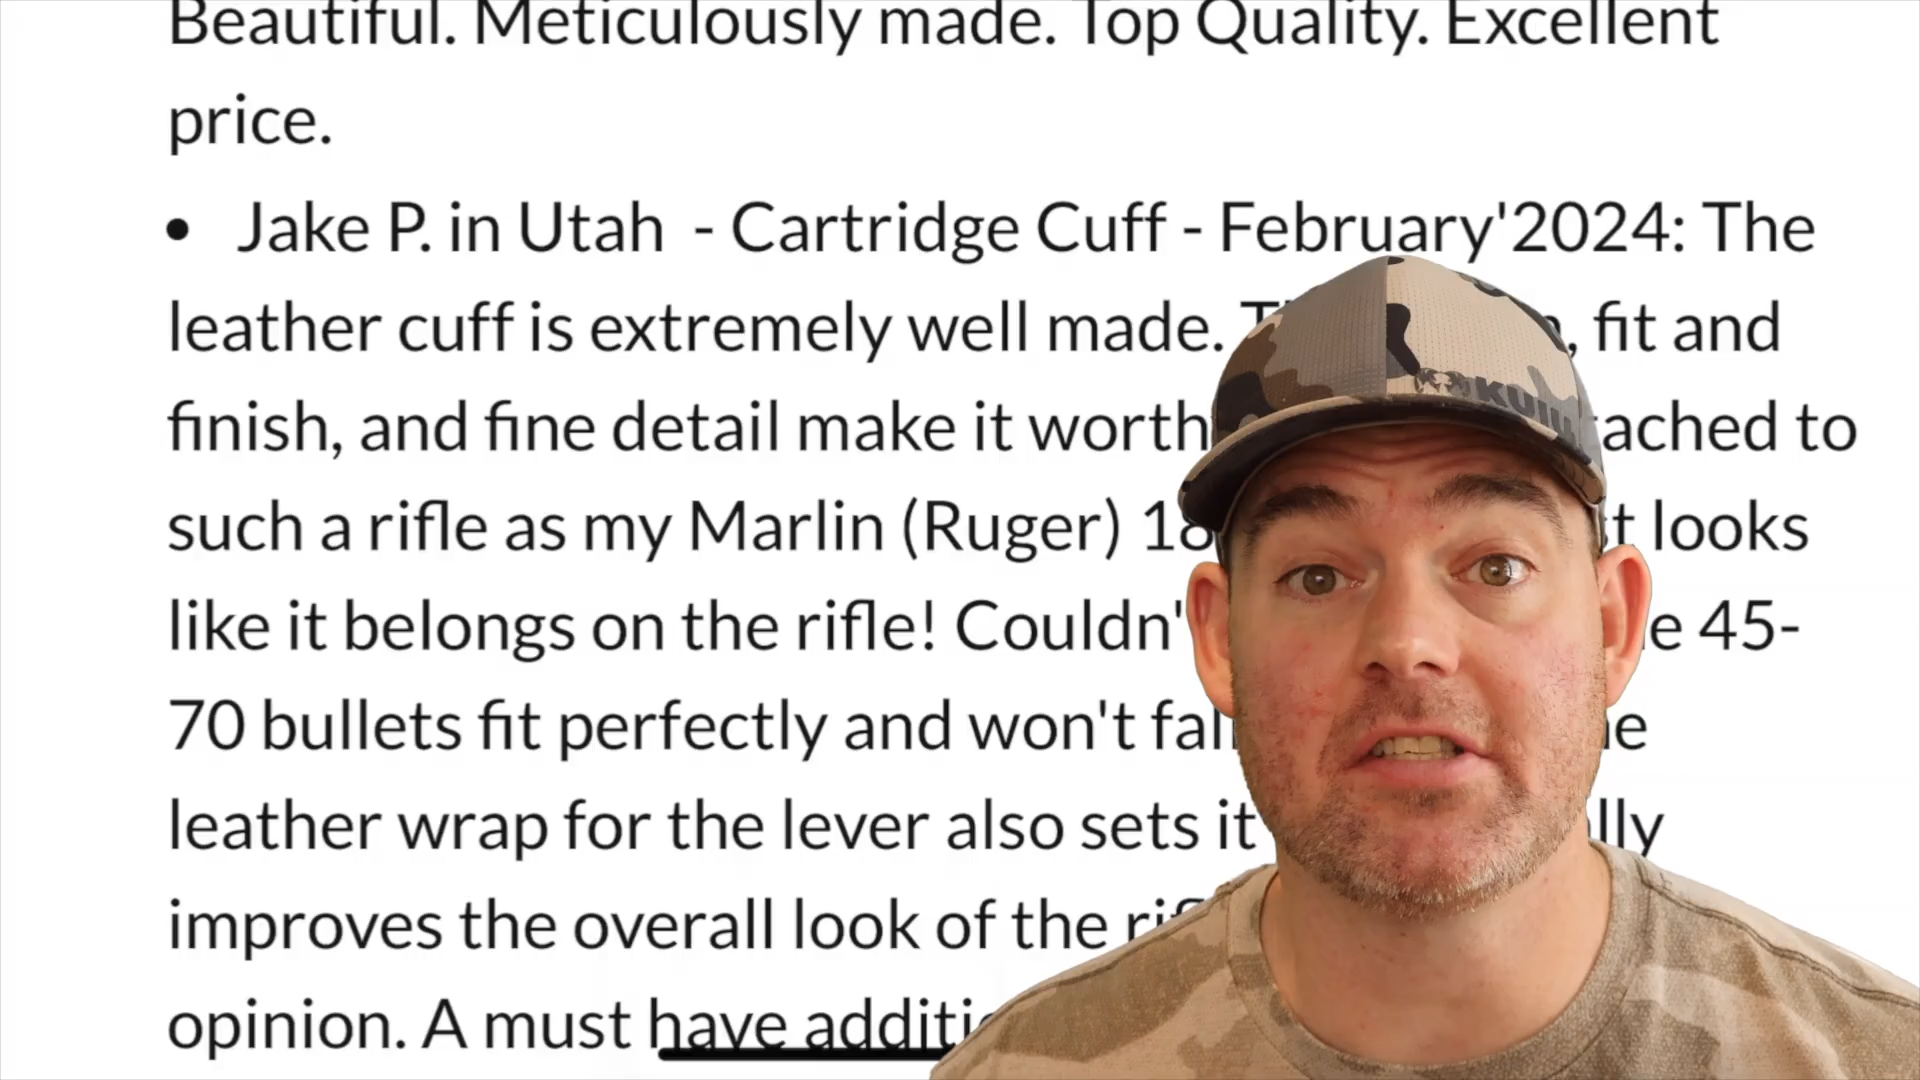 Beautiful. Meticulously made. Top Quality. Excellent
price.
• Jake P. in Utah - Cartridge Cuff - February'2024: The
leather cuff is extremely well made. fit and
finish, and fine detail make it worth to
such a rifle as my Marlin (Ruger) looks
like it belongs on the rifle! 45-
70 bullets fit perfectly and won't
leather wrap for the lever also sets it
improves the overall look of the
opinion. A must have
KUIU